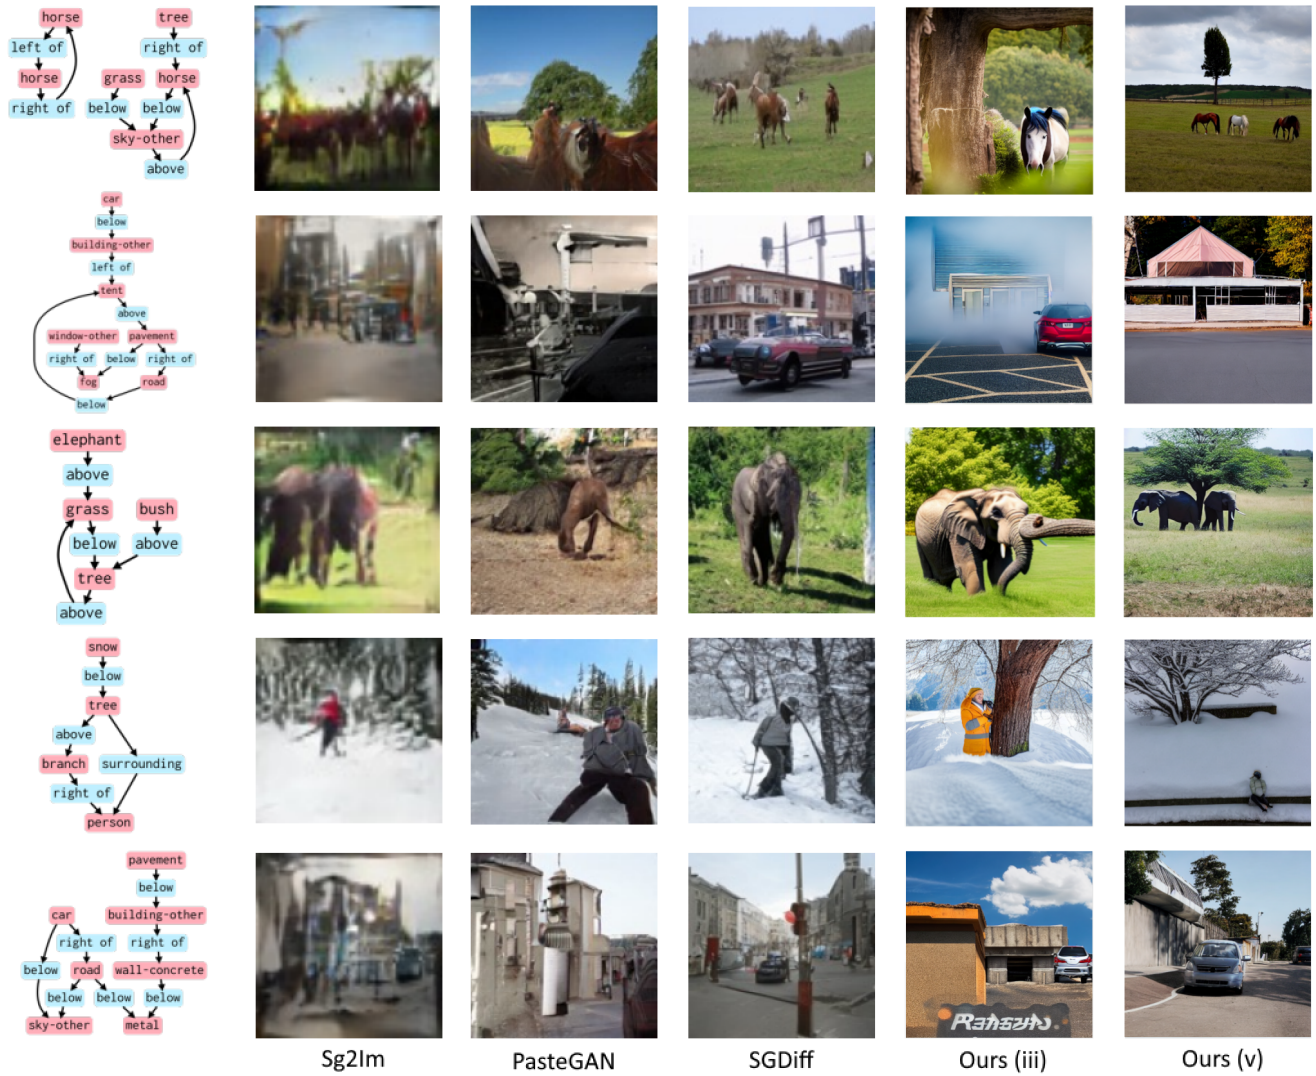 horse
tree
left of
right of
horse
grass
horse
right of
below
below
sky-other
above
car
below
building-other
left of
tent
above
window-other
pavement
right of
below
right of
fog
road
below
elephant
above
grass
bush
below
above
tree
above
snow
below
tree
above
branch
surrounding
right of
person
pavement
below
car
building-other
right of
right of
below
road
wall-concrete
below
below
below
sky-other
metal
Sg2Im
PasteGAN
SGDiff
Ours (iii)
Ours (v)